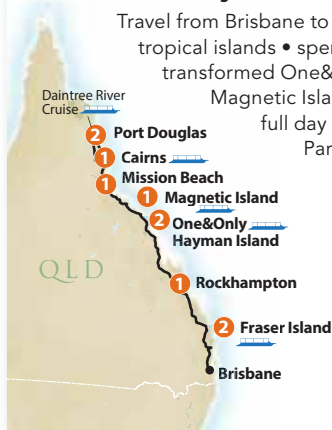 Travel from Brisbane to
tropical islands • spen
transformed One&
Magnetic Islan
full day
Par
Daintree River
Cruise
2 Port Douglas
1 Cairns
1 Mission Beach
1 Magnetic Island
2 One&Only
Hayman Island
QLD
1 Rockhampton
2 Fraser Island
Brisbane